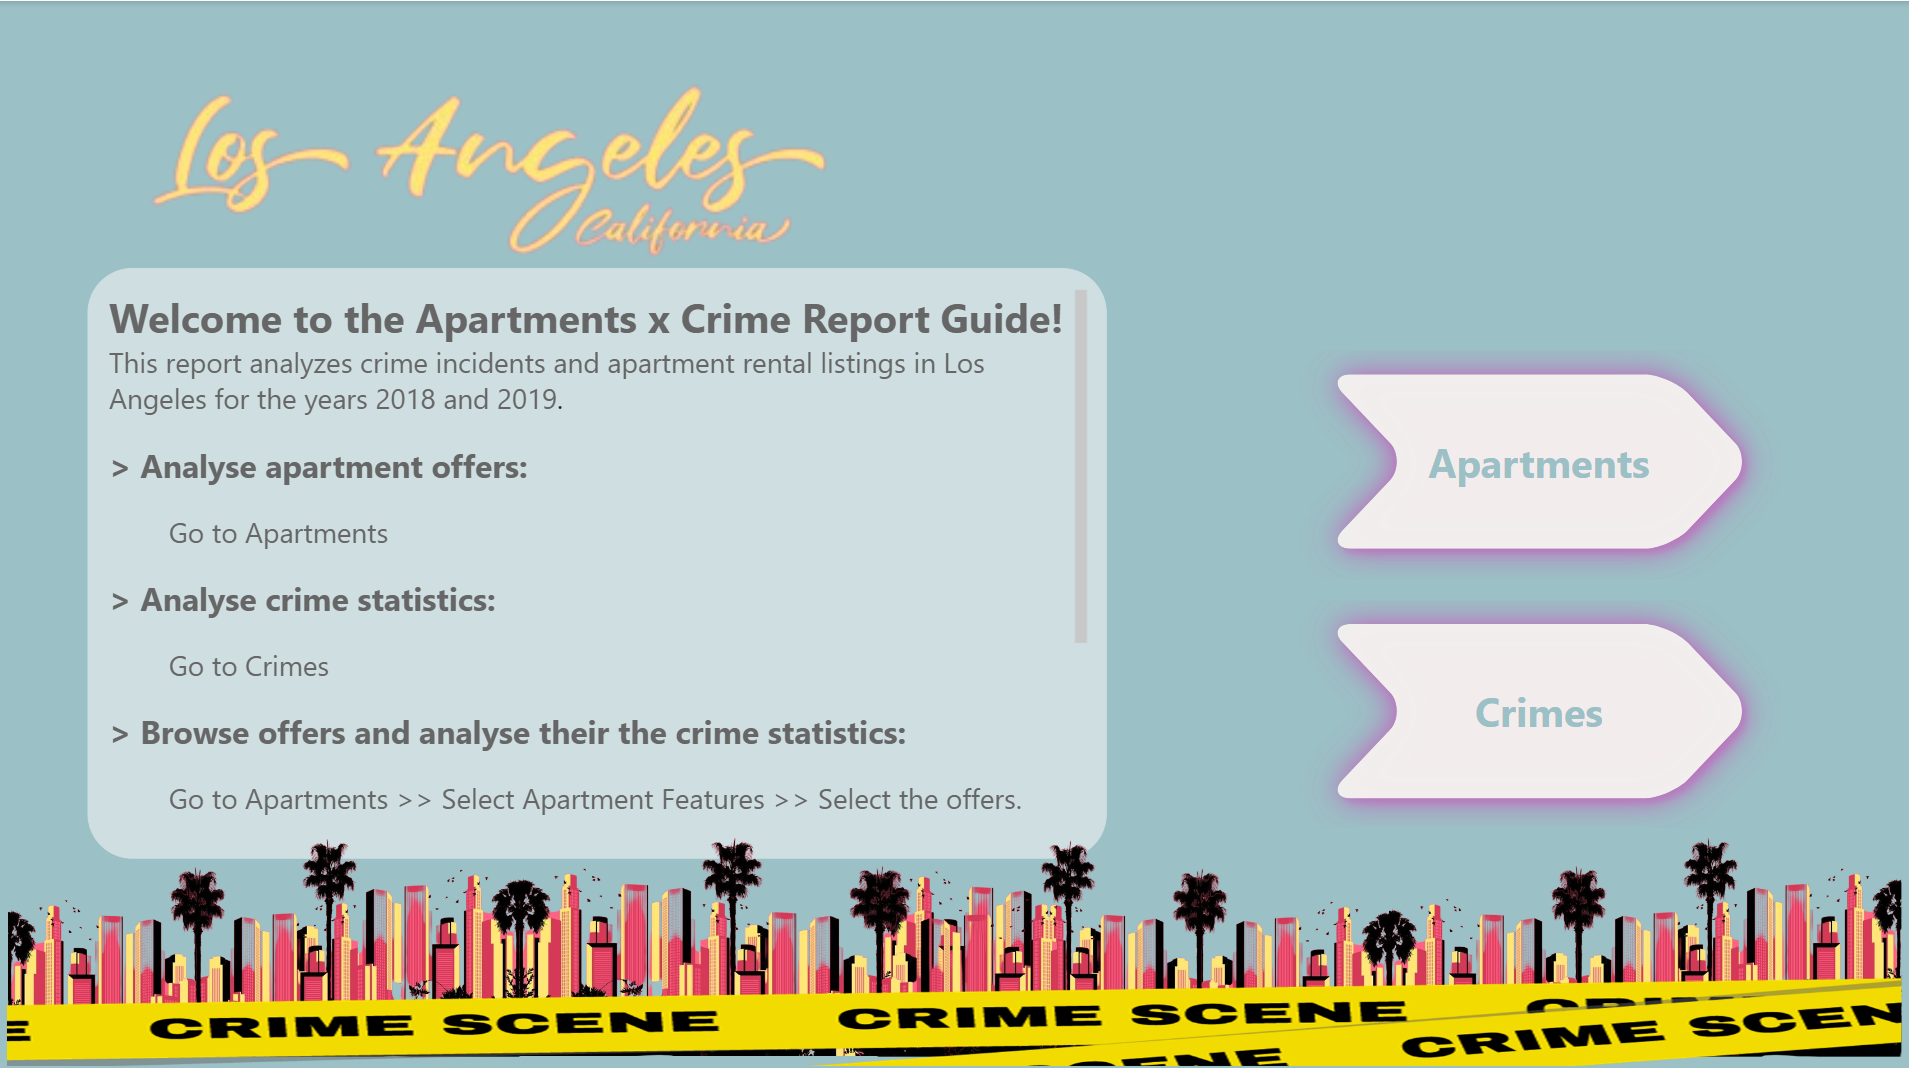 Los Angeles
California
Welcome to the Apartments x Crime Report Guide!
This report analyzes crime incidents and apartment rental listings in Los
Angeles for the years 2018 and 2019.
> Analyse apartment offers:
Go to Apartments
> Analyse crime statistics:
Go to Crimes
> Browse offers and analyse their the crime statistics:
Go to Apartments >> Select Apartment Features >> Select the offers.
Apartments
Crimes
E CRIME SCENE CRIME SCENE
CRIME SCEN